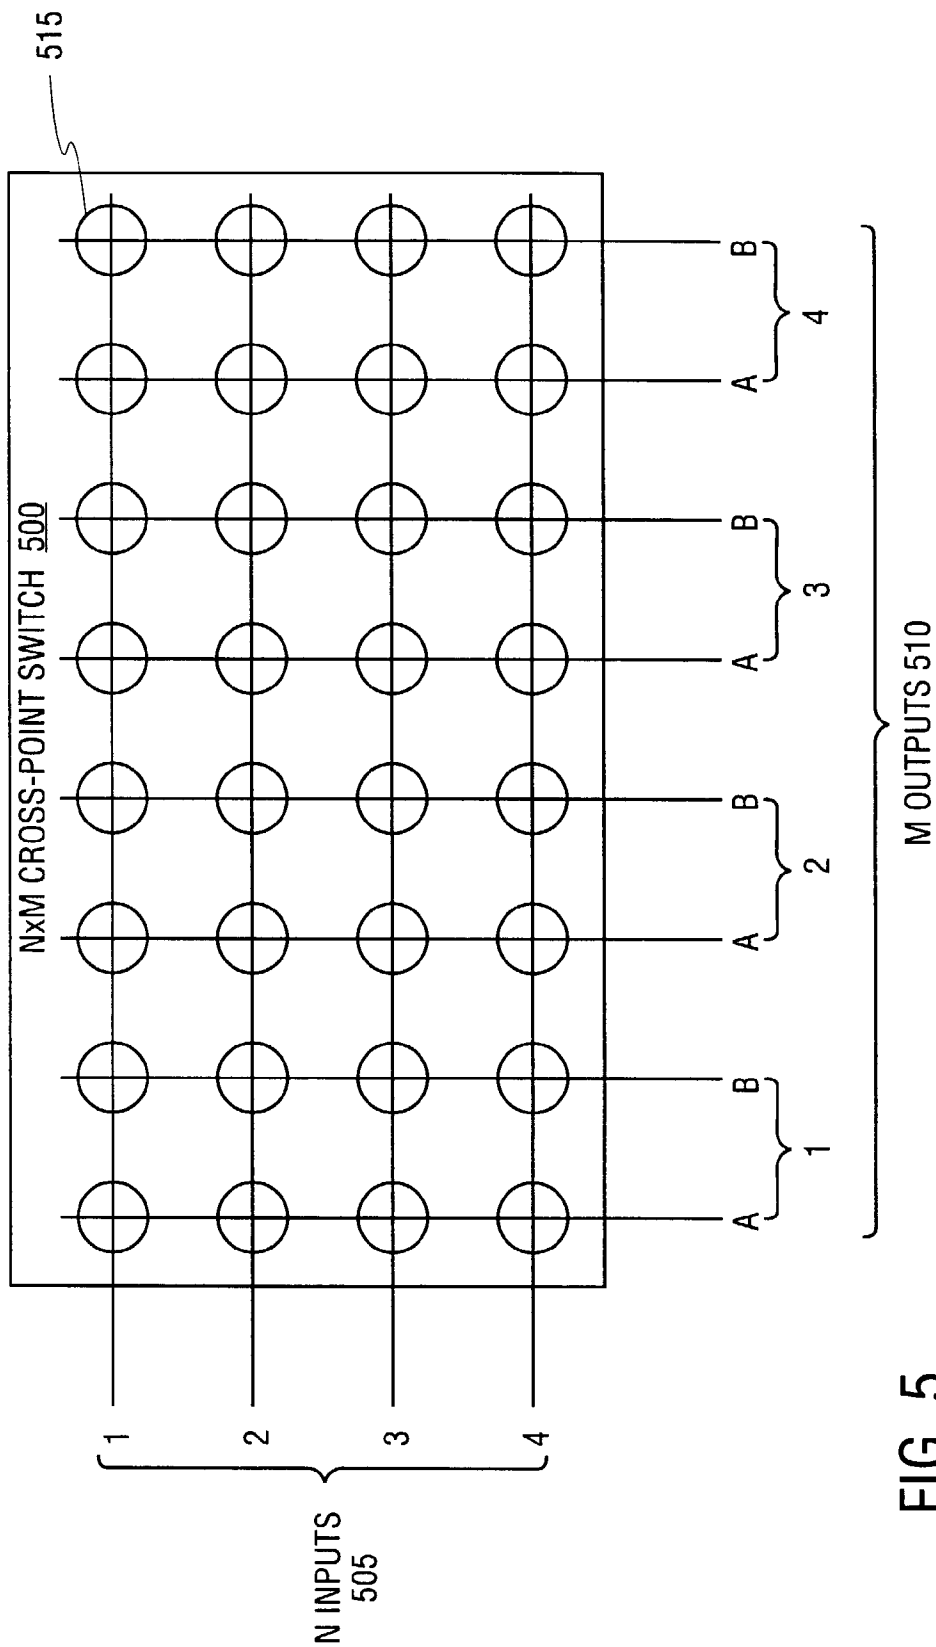 515
NxM CROSS-POINT SWITCH 500
N INPUTS
505
1
2
3
4
A B A B A B A B
1 2 3 4
M OUTPUTS 510
FIG. 5